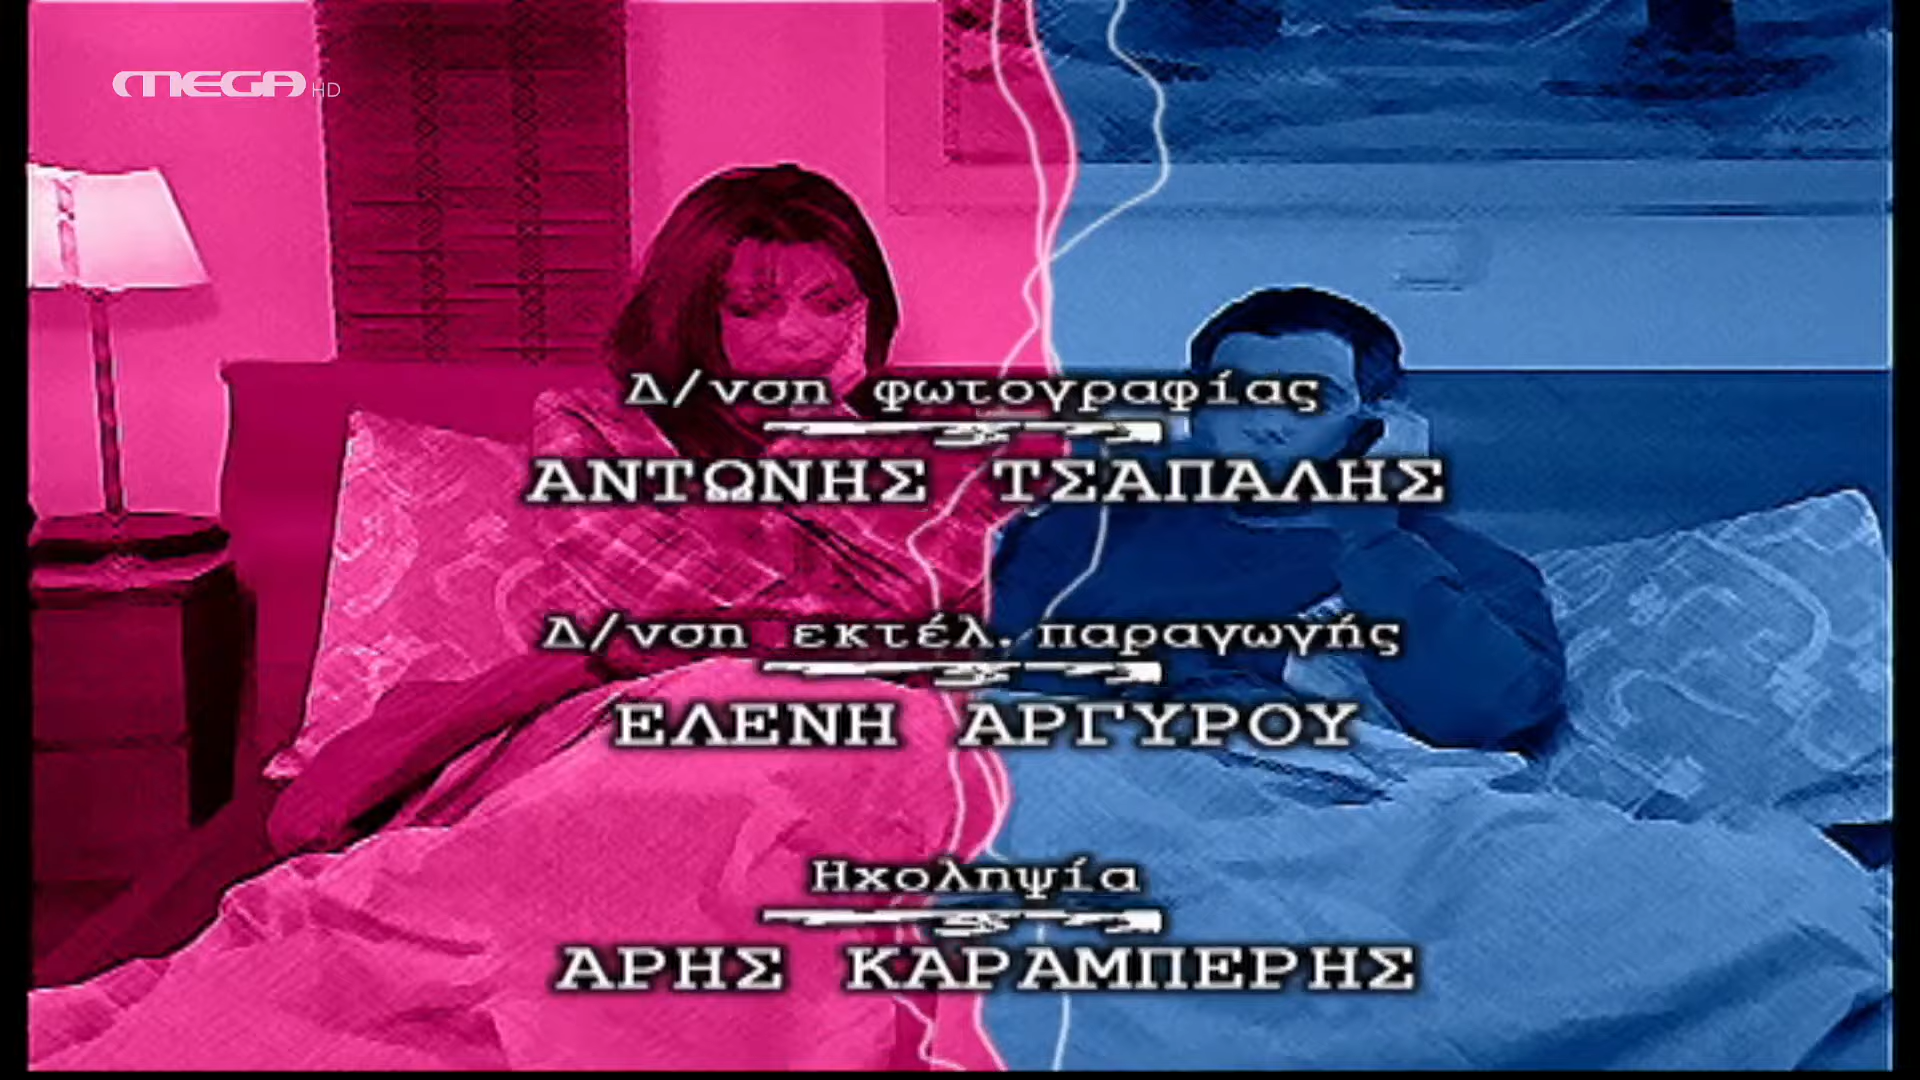 MEGA HD
Δ/νση φωτογραφίας
ΑΝΤΩΝΗΣ ΤΣΑΠΑΛΗΣ
Δ/νση εκτέλ. παραγωγής
ΕΛΕΝΗ ΑΡΓΥΡΟΥ
Ηχοληψία
ΑΡΗΣ ΚΑΡΑΜΠΕΡΗΣ